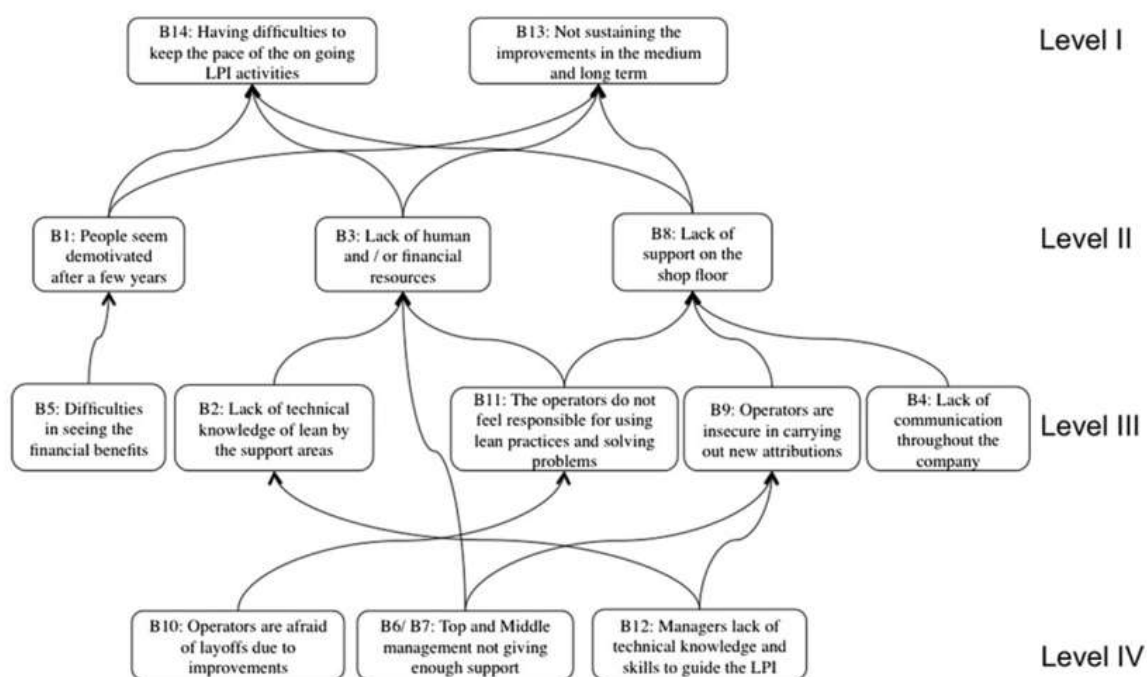 B14: Having difficulties to
keep the pace of the on going
LPI activities
B13: Not sustaining the
improvements in the medium
and long term
Level I
B1: People seem
demotivated
after a few years
B3: Lack of human
and / or financial
resources
B8: Lack of
support on the
shop floor
Level II
B5: Difficulties
in seeing the
financial benefits
B2: Lack of technical
knowledge of lean by
the support areas
B11: The operators do not
feel responsible for using
lean practices and solving
problems
B9: Operators are
insecure in carrying
out new attributions
B4: Lack of
communication
throughout the
company
Level III
B10: Operators are afraid
of layoffs due to
improvements
B6/ B7: Top and Middle
management not giving
enough support
B12: Managers lack of
technical knowledge and
skills to guide the LPI
Level IV